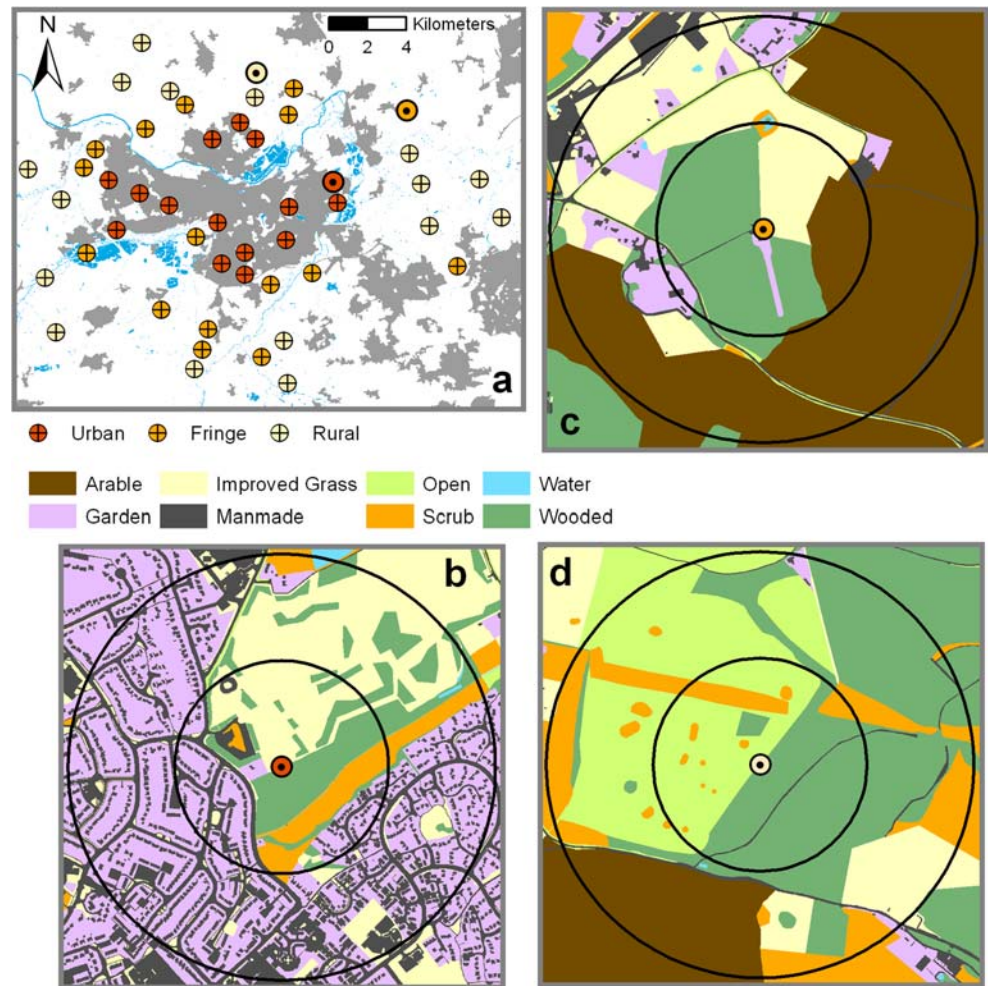 N
Kilometers
0 2 4
a
c
Urban Fringe Rural
Arable Improved Grass Open Water
Garden Manmade Scrub Wooded
b
d